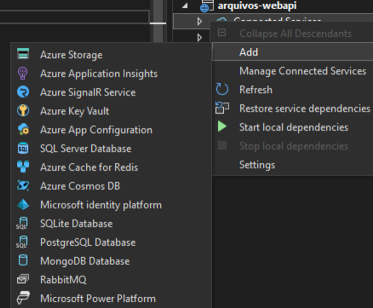 arquivos-webapi
Connected Services
Collapse All Descendants
Add
Manage Connected Services
Refresh
Restore service dependencies
Start local dependencies
Stop local dependencies
Settings
Azure Storage
Azure Application Insights
Azure SignalR Service
Azure Key Vault
Azure App Configuration
SQL Server Database
Azure Cache for Redis
Azure Cosmos DB
Microsoft identity platform
SQLite Database
PostgreSQL Database
MongoDB Database
RabbitMQ
Microsoft Power Platform